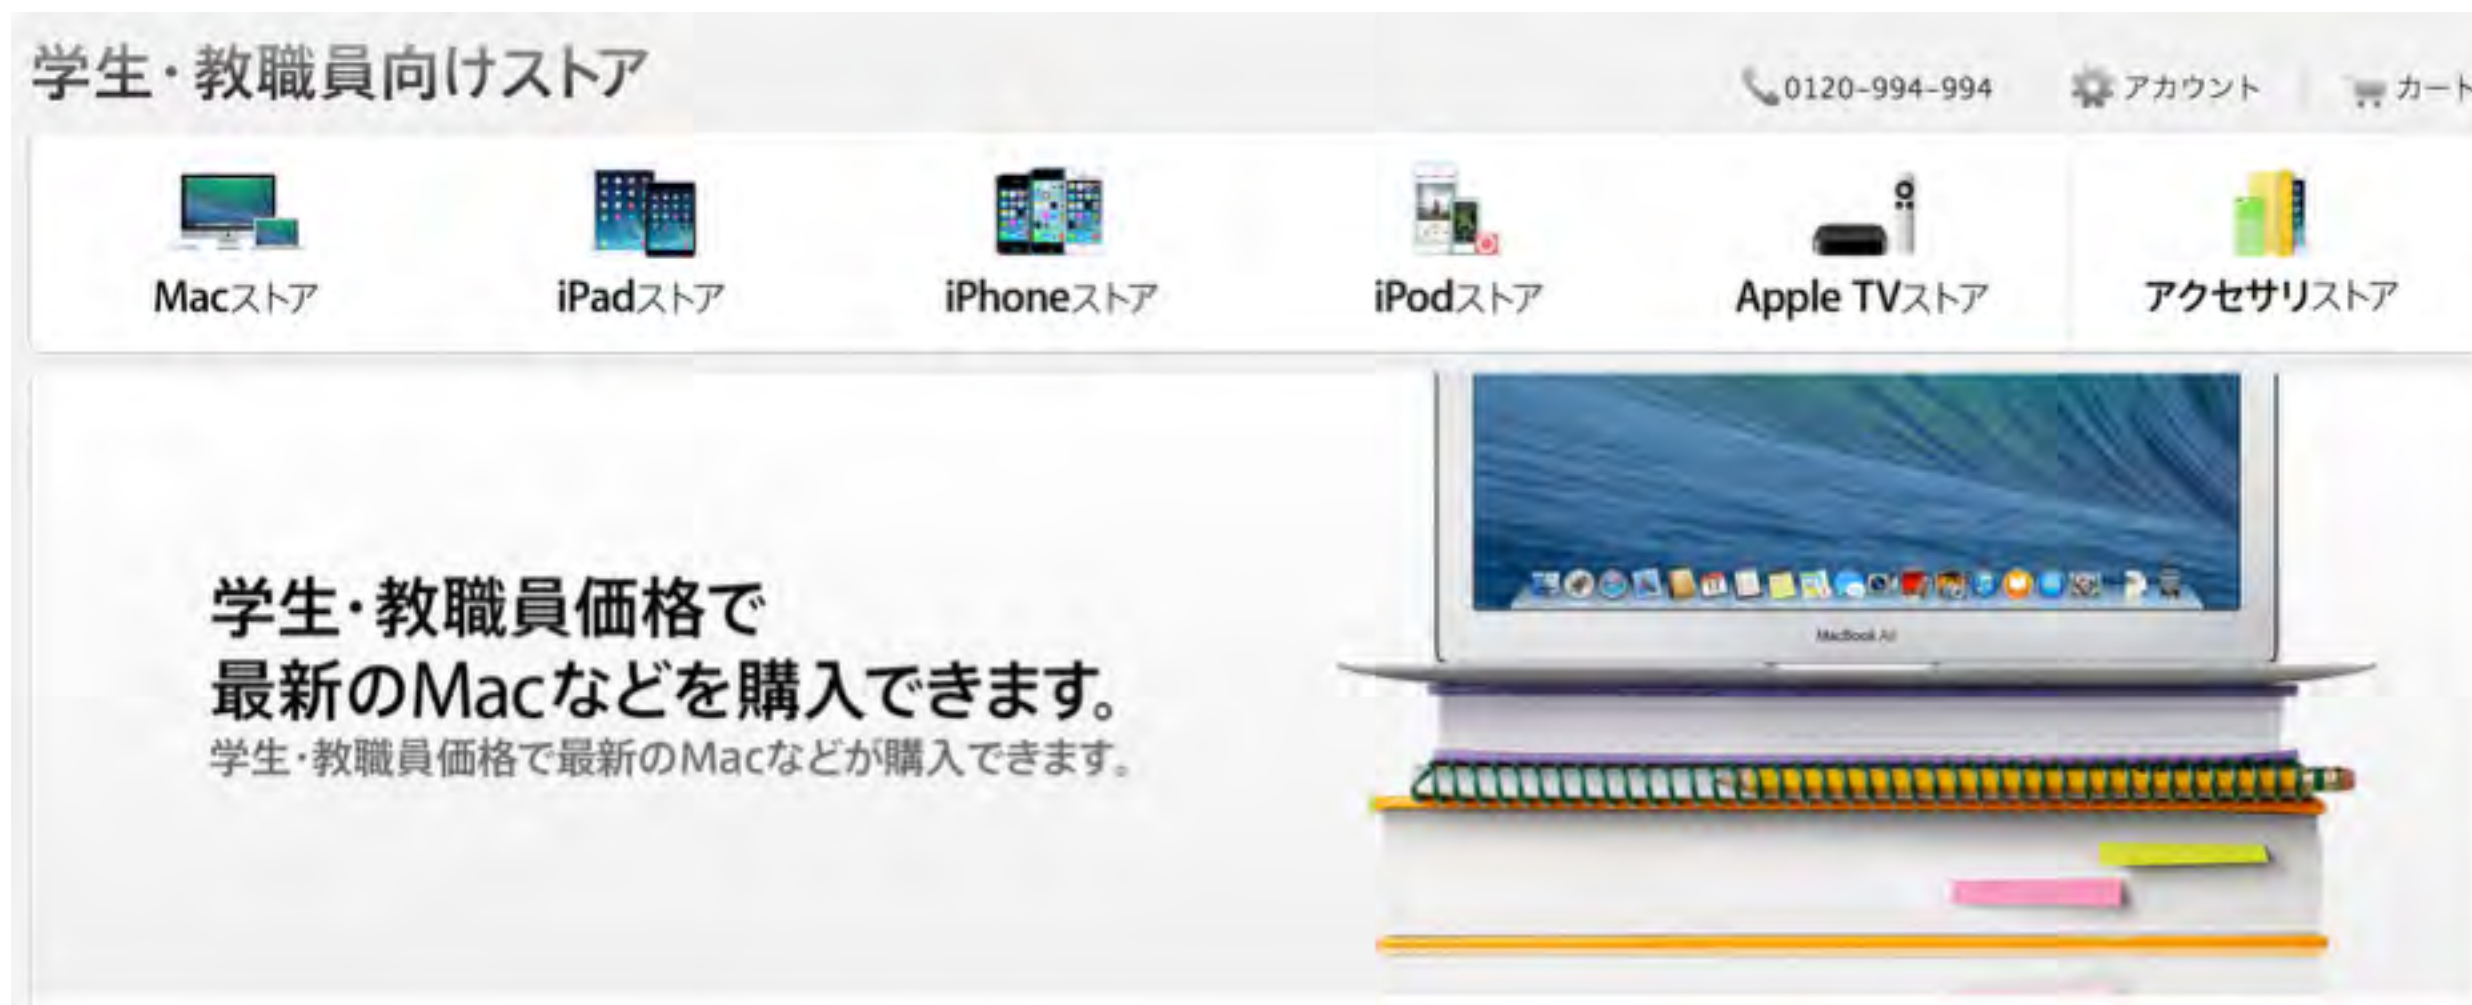 学生・教職員向けストア
0120-994-994
アカウント
カート
Macストア
iPadストア
iPhoneストア
iPodストア
Apple TVストア
アクセサリストア
学生・教職員価格で
最新のMacなどを購入できます。
学生・教職員価格で最新のMacなどが購入できます。
MacBook Air